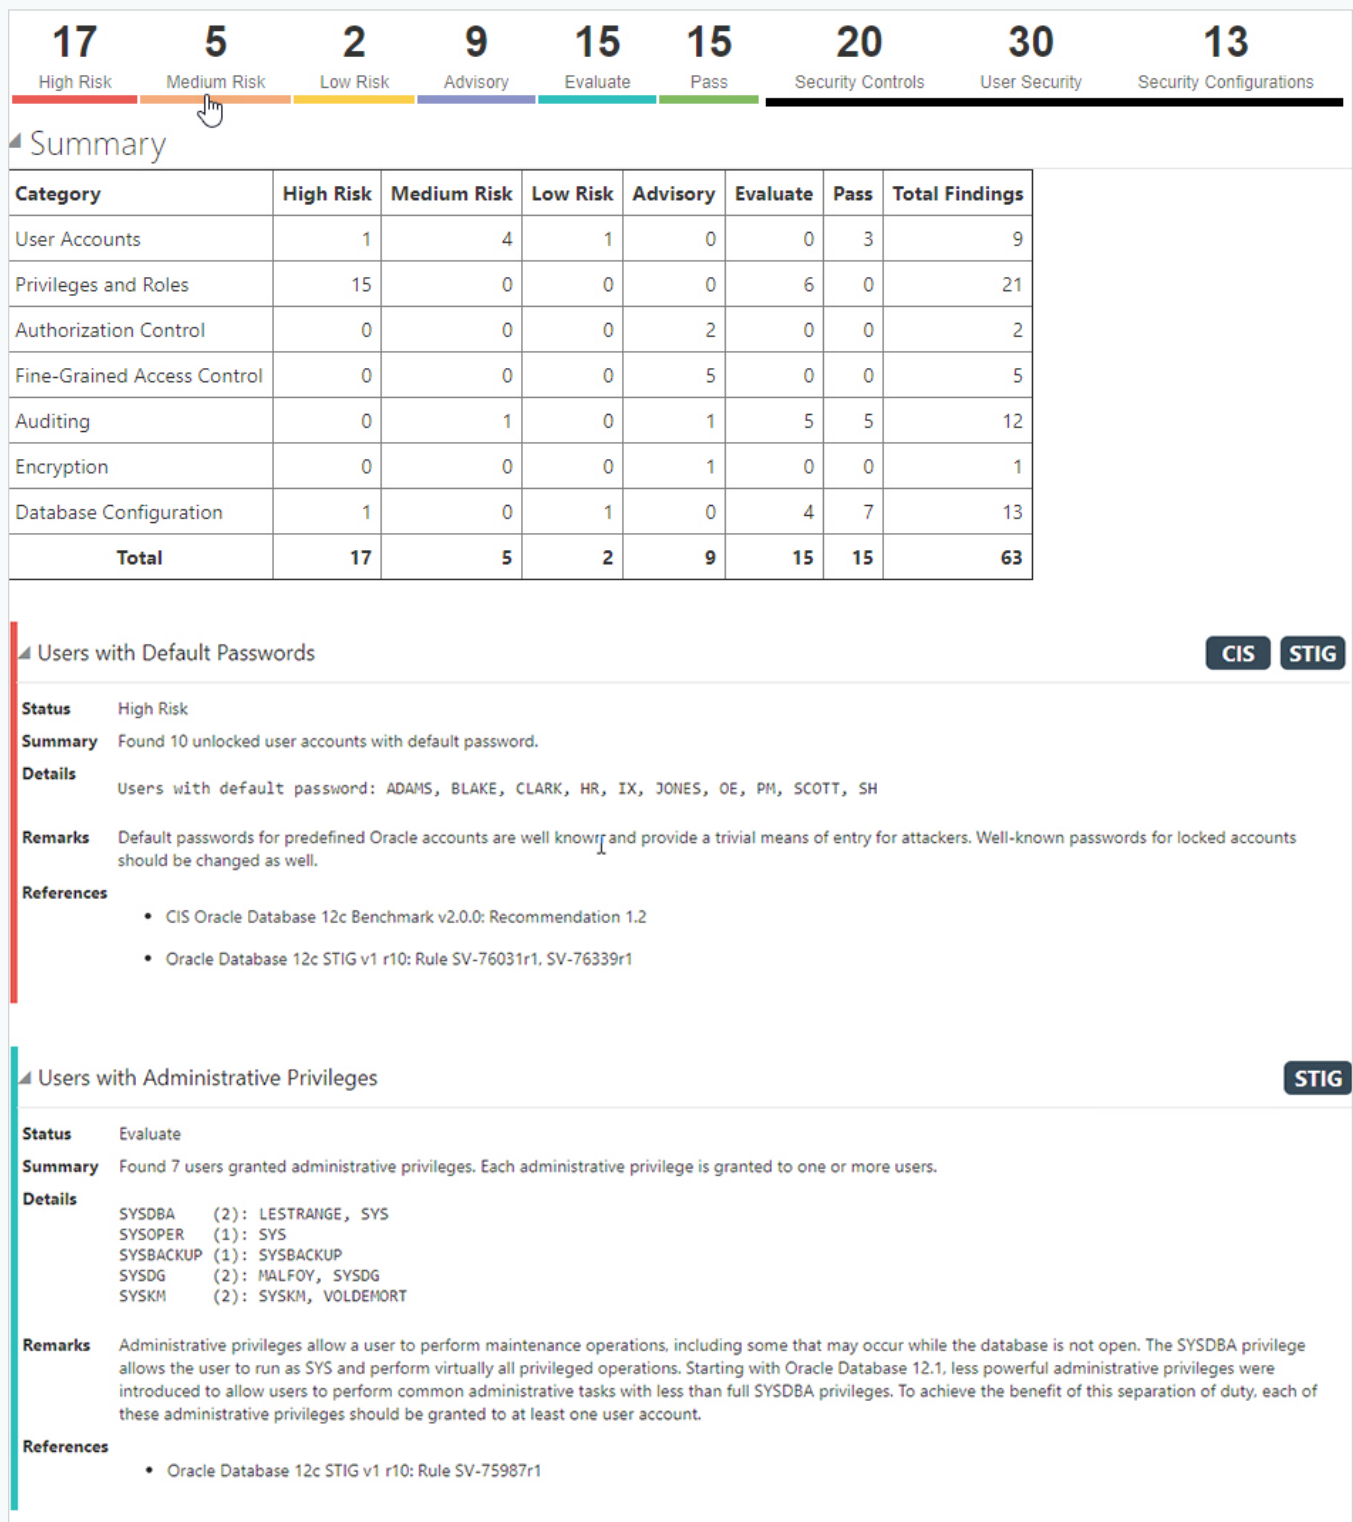 17 5 2 9 15 15 20 30 13
High Risk Medium Risk Low Risk Advisory Evaluate Pass Security Controls User Security Security Configurations
Summary
Category High Risk Medium Risk Low Risk Advisory Evaluate Pass Total Findings
User Accounts 1 4 1 0 0 3 9
Privileges and Roles 15 0 0 0 6 0 21
Authorization Control 0 0 0 2 0 0 2
Fine-Grained Access Control 0 0 0 5 0 0 5
Auditing 0 1 0 1 5 5 12
Encryption 0 0 0 1 0 0 1
Database Configuration 1 0 1 0 4 7 13
Total 17 5 2 9 15 15 63
Users with Default Passwords CIS STIG
Status High Risk
Summary Found 10 unlocked user accounts with default password.
Details
Users with default password: ADAMS, BLAKE, CLARK, HR, IX, JONES, OE, PM, SCOTT, SH
Remarks Default passwords for predefined Oracle accounts are well known and provide a trivial means of entry for attackers. Well-known passwords for locked accounts
should be changed as well.
References
• CIS Oracle Database 12c Benchmark v2.0.0: Recommendation 1.2
• Oracle Database 12c STIG v1 r10: Rule SV-76031r1, SV-76339r1
Users with Administrative Privileges STIG
Status Evaluate
Summary Found 7 users granted administrative privileges. Each administrative privilege is granted to one or more users.
Details
SYSDBA (2): LESTRANGE, SYS
SYSOPER (1): SYS
SYSBACKUP (1): SYSBACKUP
SYSDG (2): MALFOY, SYSDG
SYSKM (2): SYSKM, VOLDEMORT
Remarks Administrative privileges allow a user to perform maintenance operations, including some that may occur while the database is not open. The SYSDBA privilege
allows the user to run as SYS and perform virtually all privileged operations. Starting with Oracle Database 12.1, less powerful administrative privileges were
introduced to allow users to perform common administrative tasks with less than full SYSDBA privileges. To achieve the benefit of this separation of duty, each of
these administrative privileges should be granted to at least one user account.
References
• Oracle Database 12c STIG v1 r10: Rule SV-75987r1